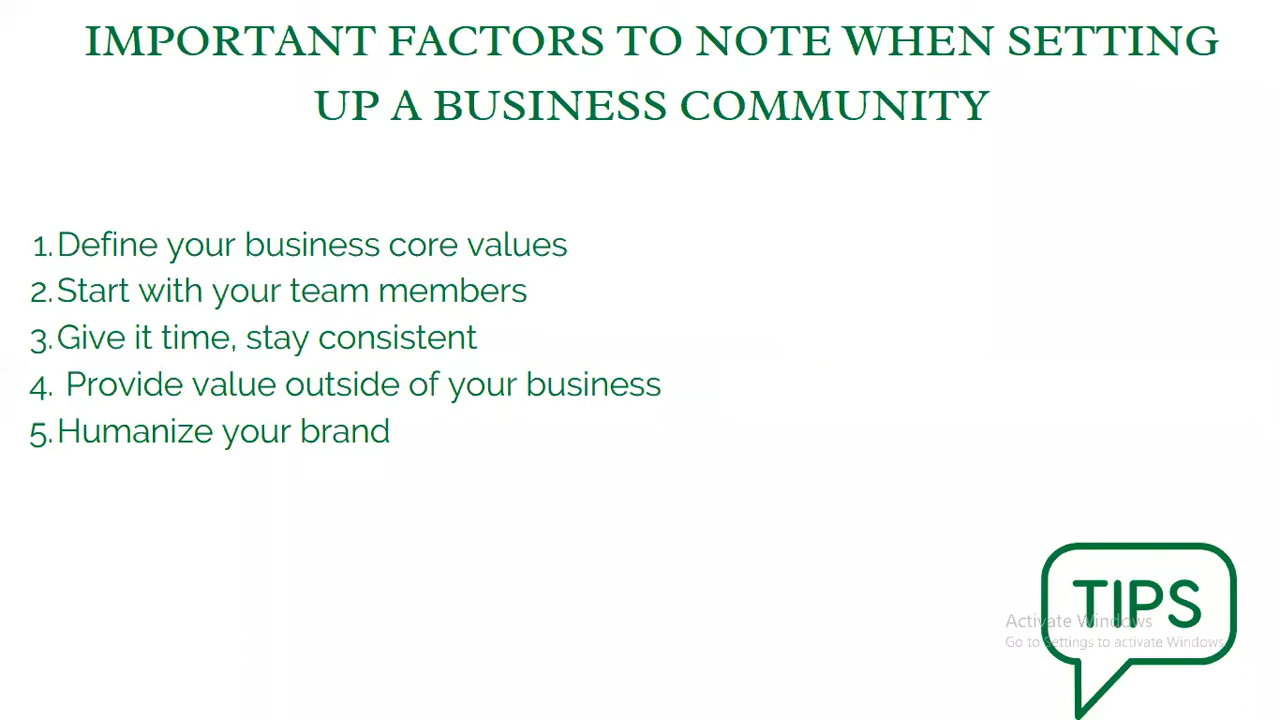 IMPORTANT FACTORS TO NOTE WHEN SETTING
UP A BUSINESS COMMUNITY
1. Define your business core values
2. Start with your team members
3. Give it time, stay consistent
4. Provide value outside of your business
5. Humanize your brand
TIPS
Activate Windows
Go to Settings to activate Windows.